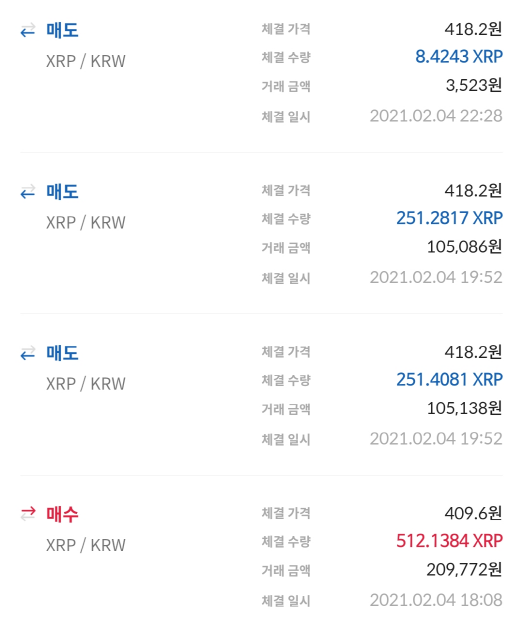 매도 체결 가격 418.2원
XRP / KRW 체결 수량 8.4243 XRP
거래 금액 3,523원
체결 일시 2021.02.04 22:28
매도 체결 가격 418.2원
XRP / KRW 체결 수량 251.2817 XRP
거래 금액 105,086원
체결 일시 2021.02.04 19:52
매도 체결 가격 418.2원
XRP / KRW 체결 수량 251.4081 XRP
거래 금액 105,138원
체결 일시 2021.02.04 19:52
매수 체결 가격 409.6원
XRP / KRW 체결 수량 512.1384 XRP
거래 금액 209,772원
체결 일시 2021.02.04 18:08